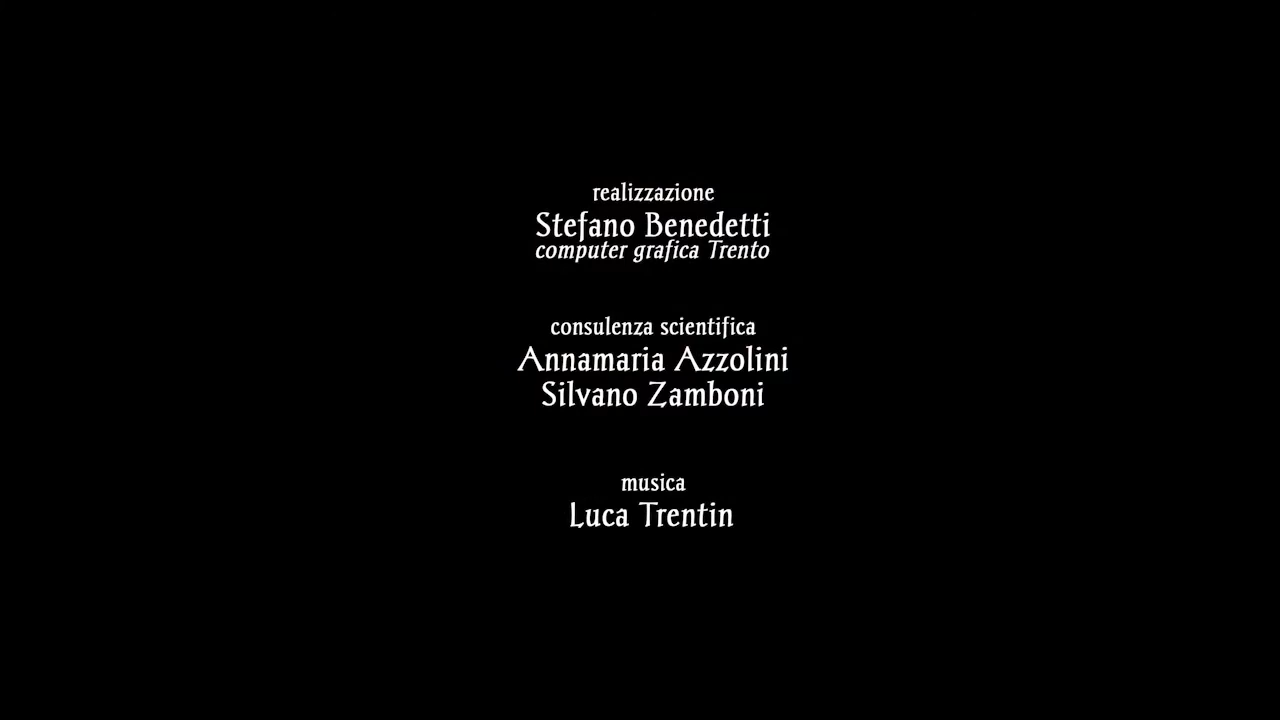 realizzazione
Stefano Benedetti
computer grafica Trento
consulenza scientifica
Annamaria Azzolini
Silvano Zamboni
musica
Luca Trentin